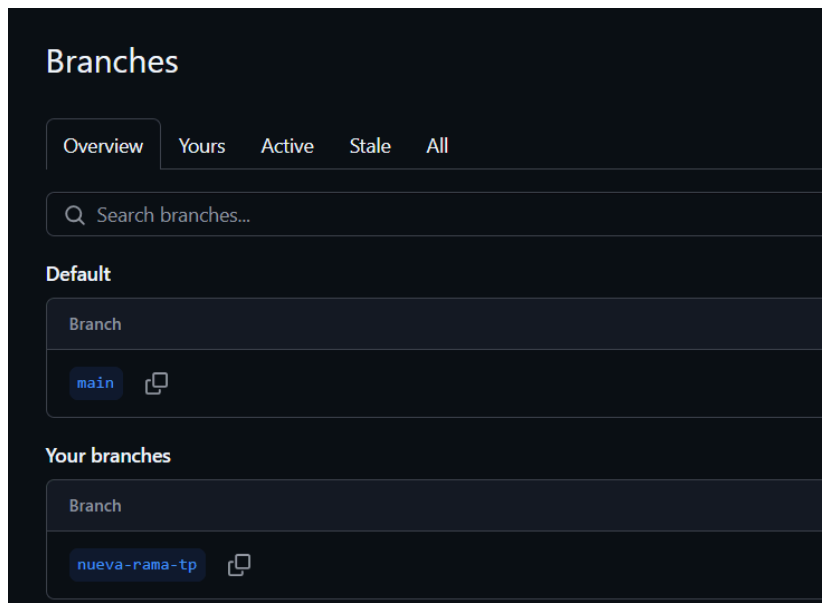 Branches
Overview Yours Active Stale All
Search branches...
Default
Branch
main
Your branches
Branch
nueva-rama-tp